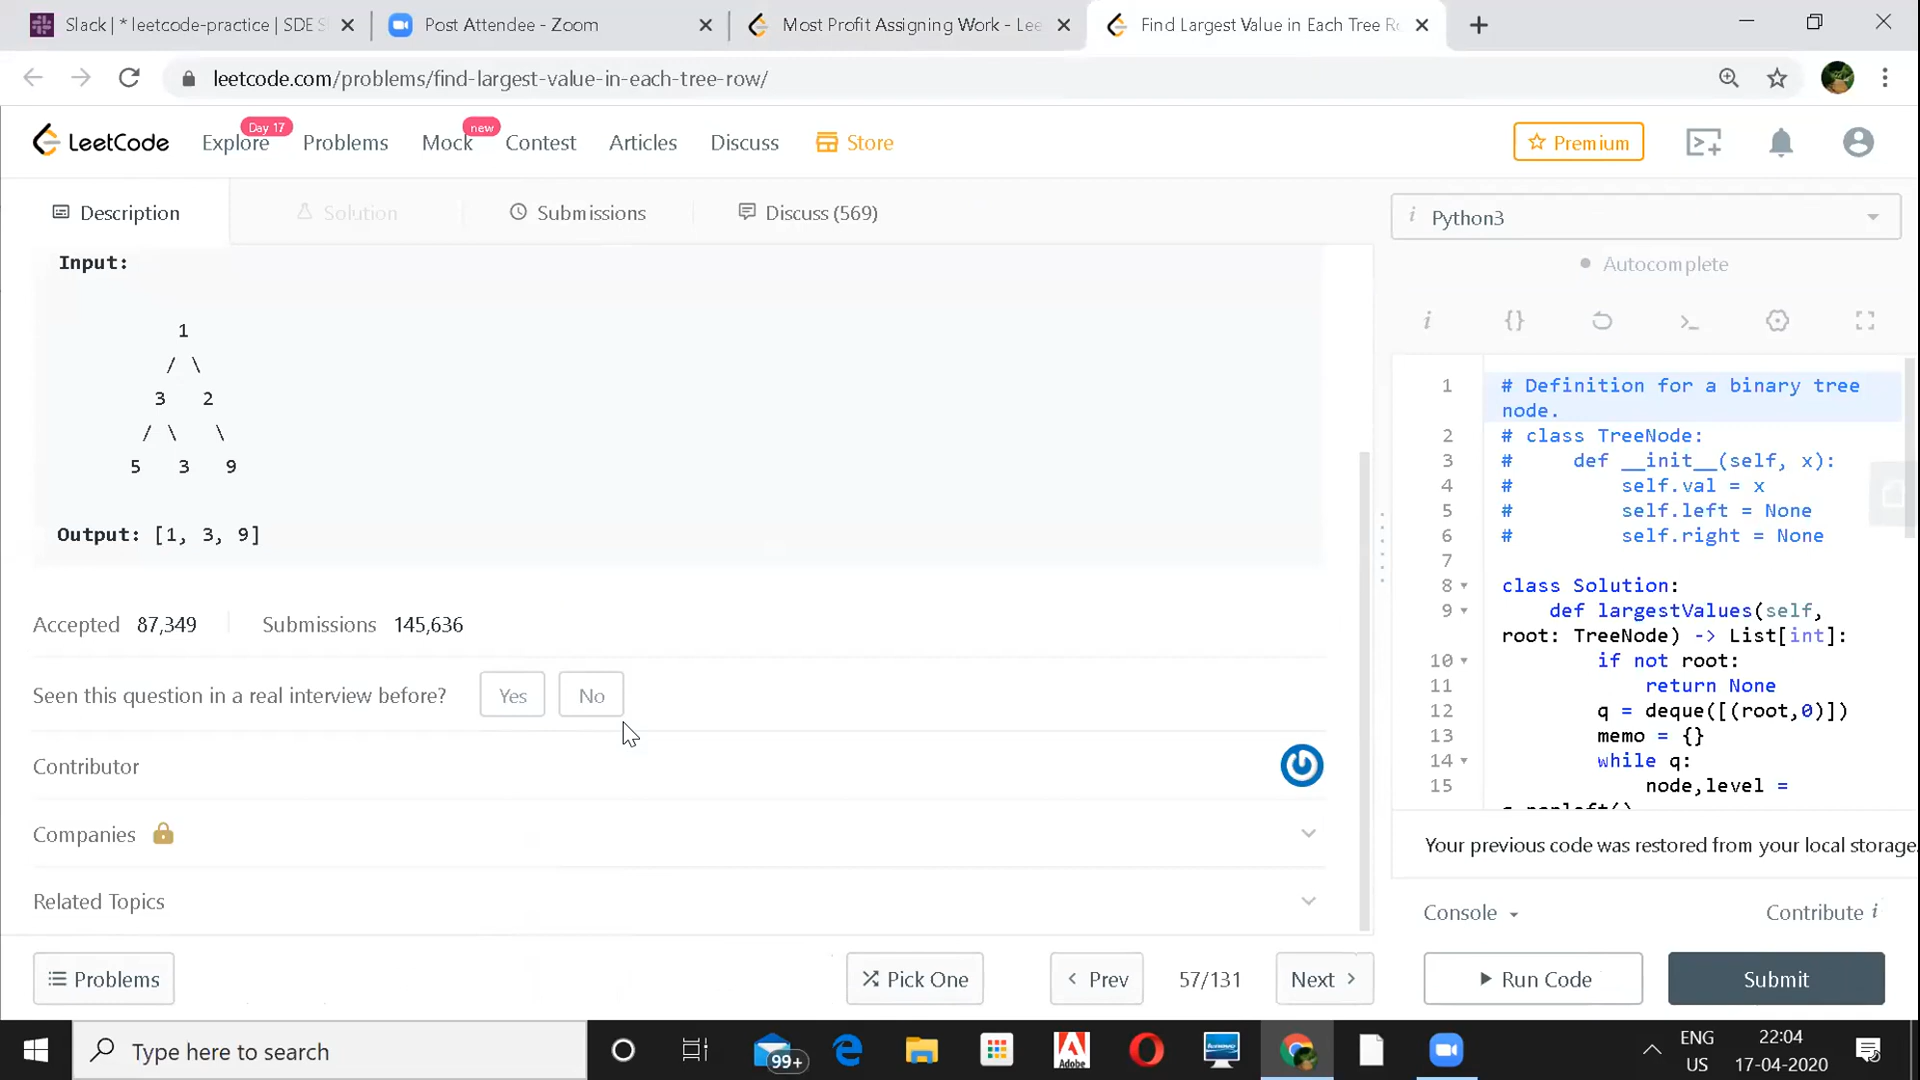 Slack | * leetcode-practice | SDE S
Post Attendee - Zoom
Most Profit Assigning Work - Lee
Find Largest Value in Each Tree Ro
leetcode.com/problems/find-largest-value-in-each-tree-row/
LeetCode
Explore
Day 17
Problems
Mock
new
Contest
Articles
Discuss
Store
Premium
Description
Solution
Submissions
Discuss (569)
i Python3
Autocomplete
Input:
1
/ \
3 2
/ \ \
5 3 9
Output: [1, 3, 9]
Accepted 87,349
Submissions 145,636
Seen this question in a real interview before?
Yes
No
Contributor
Companies
Related Topics
i {} >_
1 # Definition for a binary tree
node.
2 # class TreeNode:
3 # def __init__(self, x):
4 # self.val = x
5 # self.left = None
6 # self.right = None
7
8 class Solution:
9 def largestValues(self,
root: TreeNode) -> List[int]:
10 if not root:
11 return None
12 q = deque([(root,0)])
13 memo = {}
14 while q:
15 node,level =
q.popleft()
Your previous code was restored from your local storage.
Console
Contribute i
Problems
Pick One
< Prev
57/131
Next >
Run Code
Submit
Type here to search
99+
Adobe
ENG
US
22:04
17-04-2020